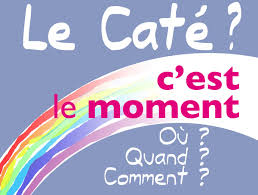 Le Caté ?
c'est
le moment
Où ?
Quand ?
Comment ?